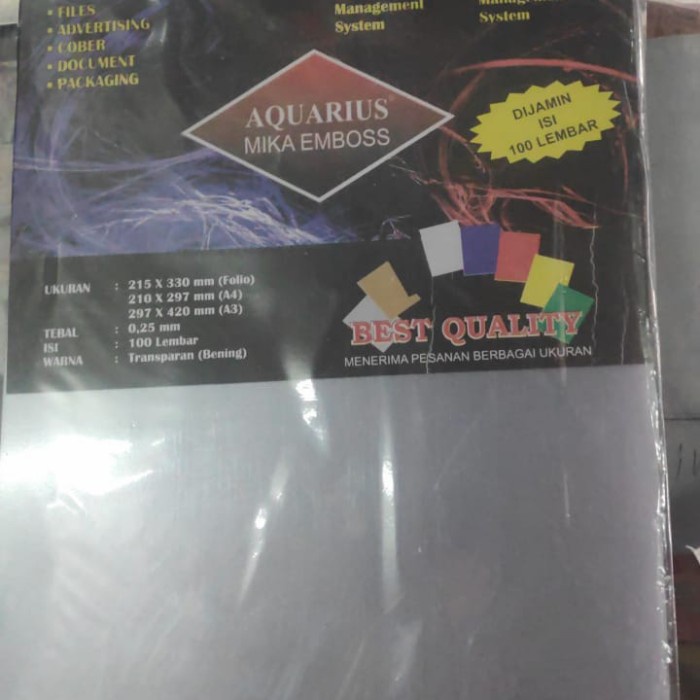 • FILES
• ADVERTISING
• COBER
• DOCUMENT
• PACKAGING
Management
System
System
AQUARIUS®
MIKA EMBOSS
DIJAMIN
ISI
100 LEMBAR
UKURAN : 215 X 330 mm (Folio)
210 X 297 mm (A4)
297 X 420 mm (A3)
TEBAL : 0,25 mm
ISI : 100 Lembar
WARNA : Transparan (Bening)
BEST QUALITY
MENERIMA PESANAN BERBAGAI UKURAN